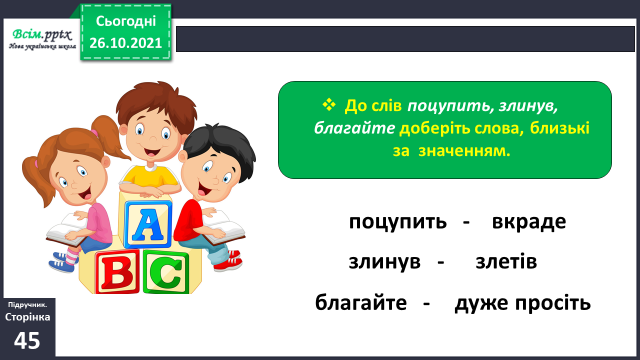 Всім.pptx
Нова українська школа
Сьогодні
26.10.2021
❖ До слів поцупить, злинув,
благайте доберіть слова, близькі
за значенням.
A
B C
поцупить - вкраде
злинув - злетів
благайте - дуже просіть
Підручник.
Сторінка
45